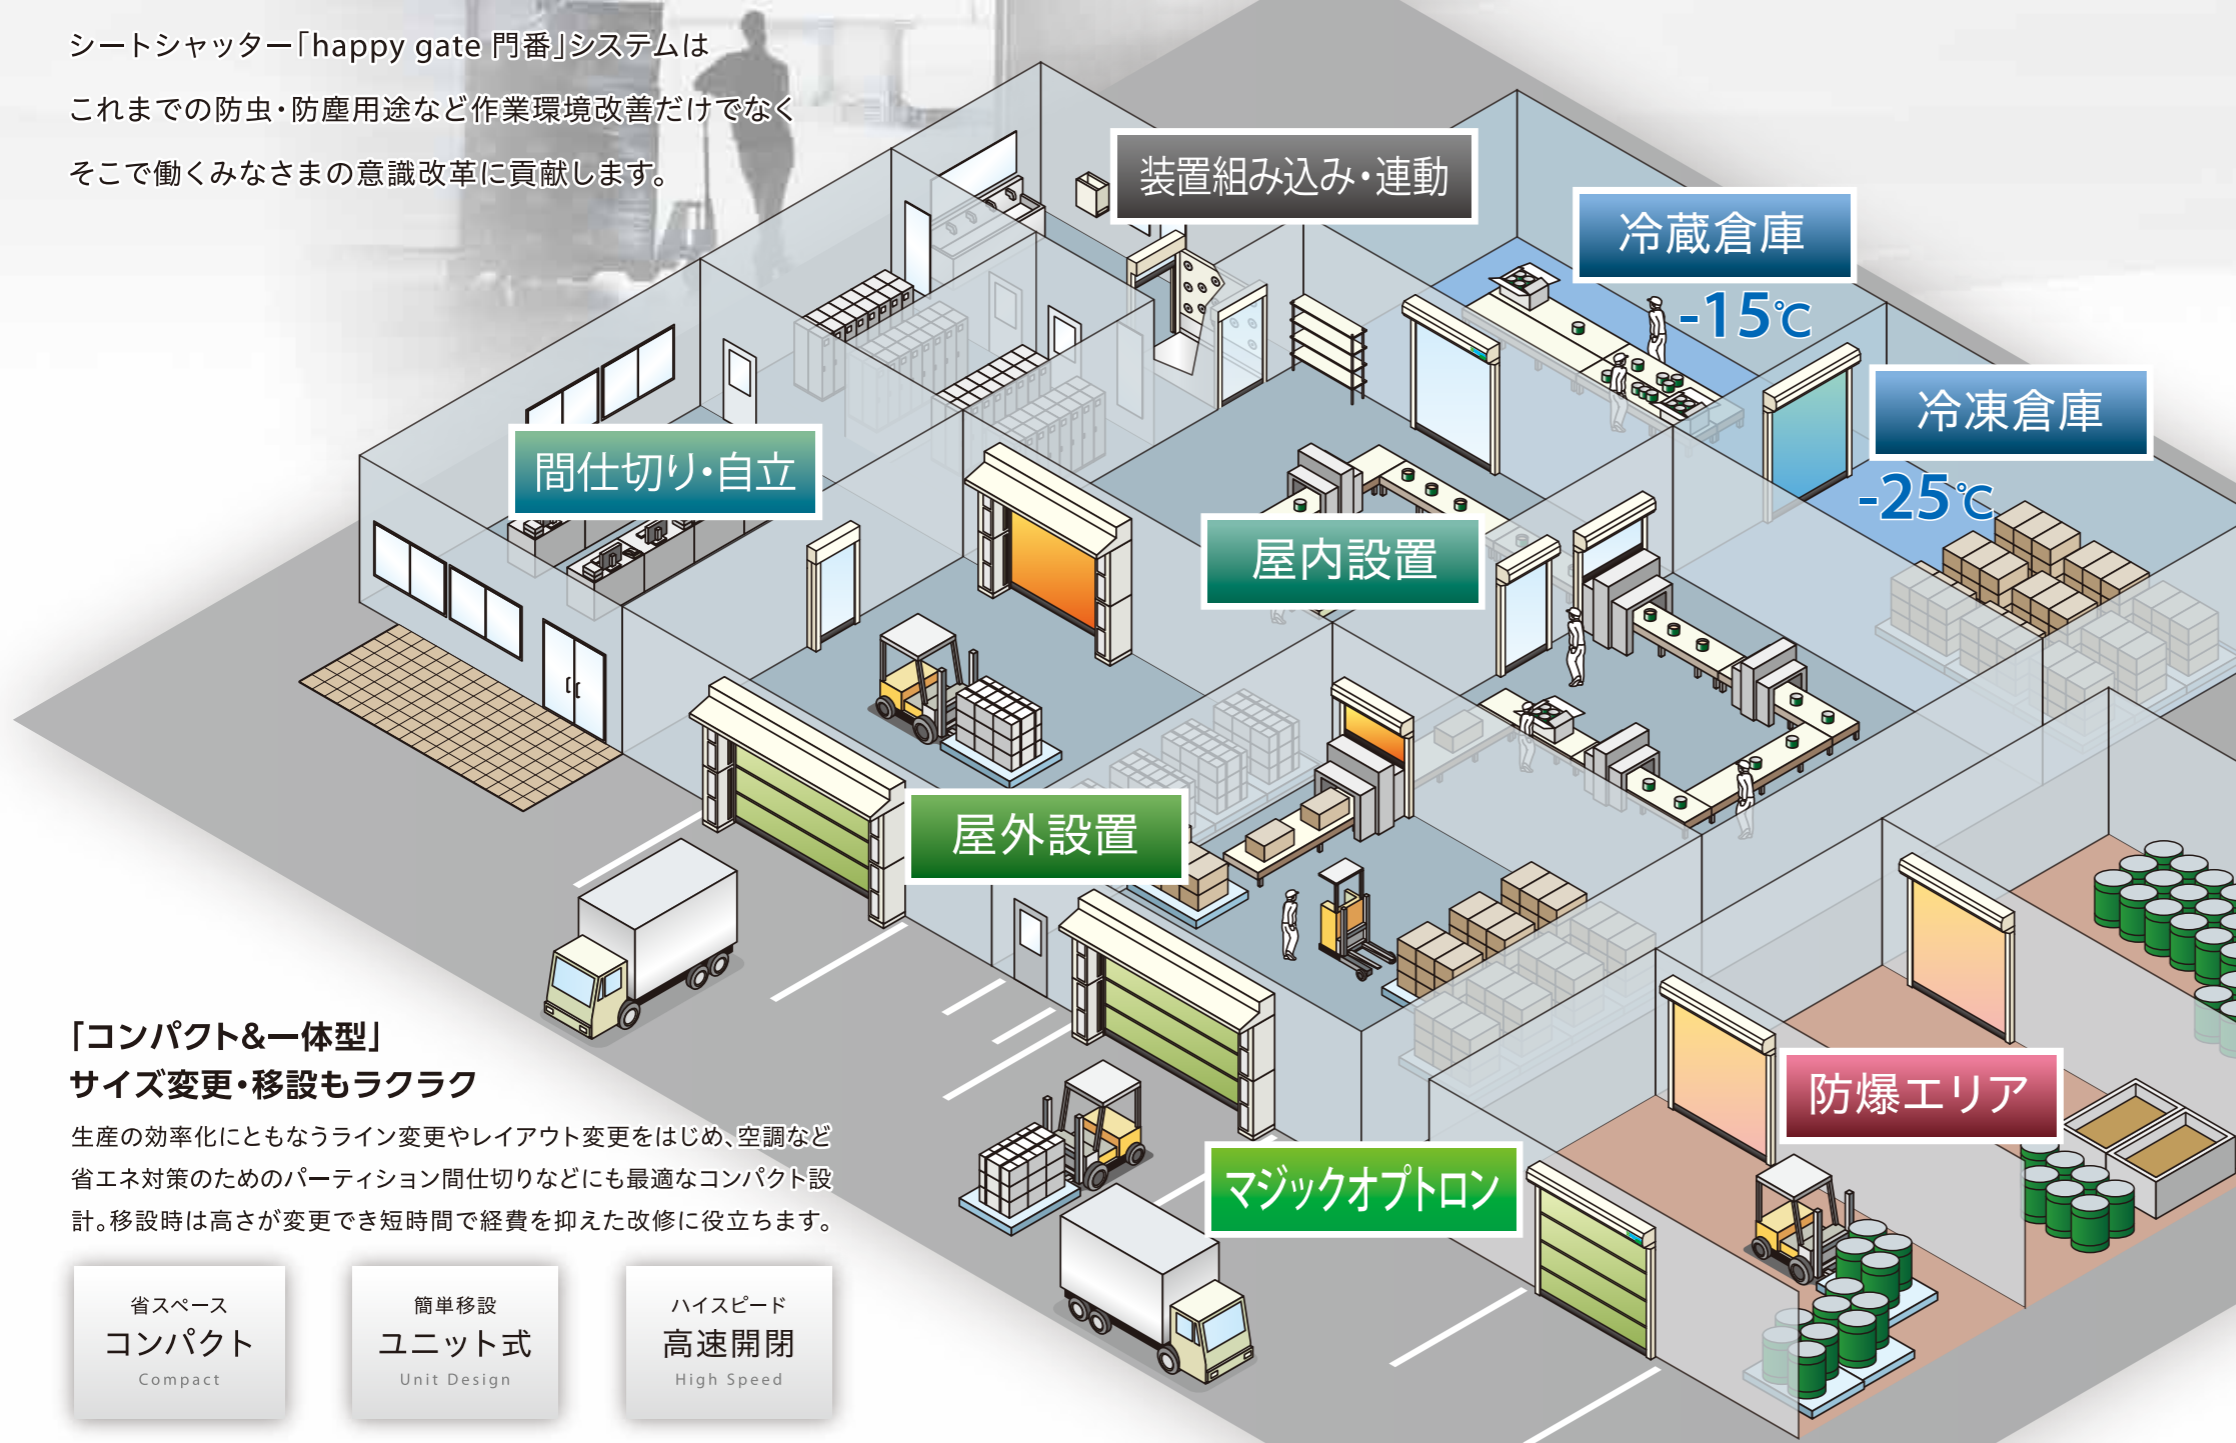 シートシャッター「happy gate 門番」システムは
これまでの防虫・防塵用途など作業環境改善だけでなく
そこで働くみなさまの意識改革に貢献します。
装置組み込み・連動
冷蔵倉庫
-15℃
冷凍倉庫
-25℃
間仕切り・自立
屋内設置
屋外設置
防爆エリア
マジックオプトロン
「コンパクト&一体型」
サイズ変更・移設もラクラク
生産の効率化にともなうライン変更やレイアウト変更をはじめ、空調など
省エネ対策のためのパーティション間仕切りなどにも最適なコンパクト設
計。移設時は高さが変更でき短時間で経費を抑えた改修に役立ちます。
省スペース
コンパクト
Compact
簡単移設
ユニット式
Unit Design
ハイスピード
高速開閉
High Speed